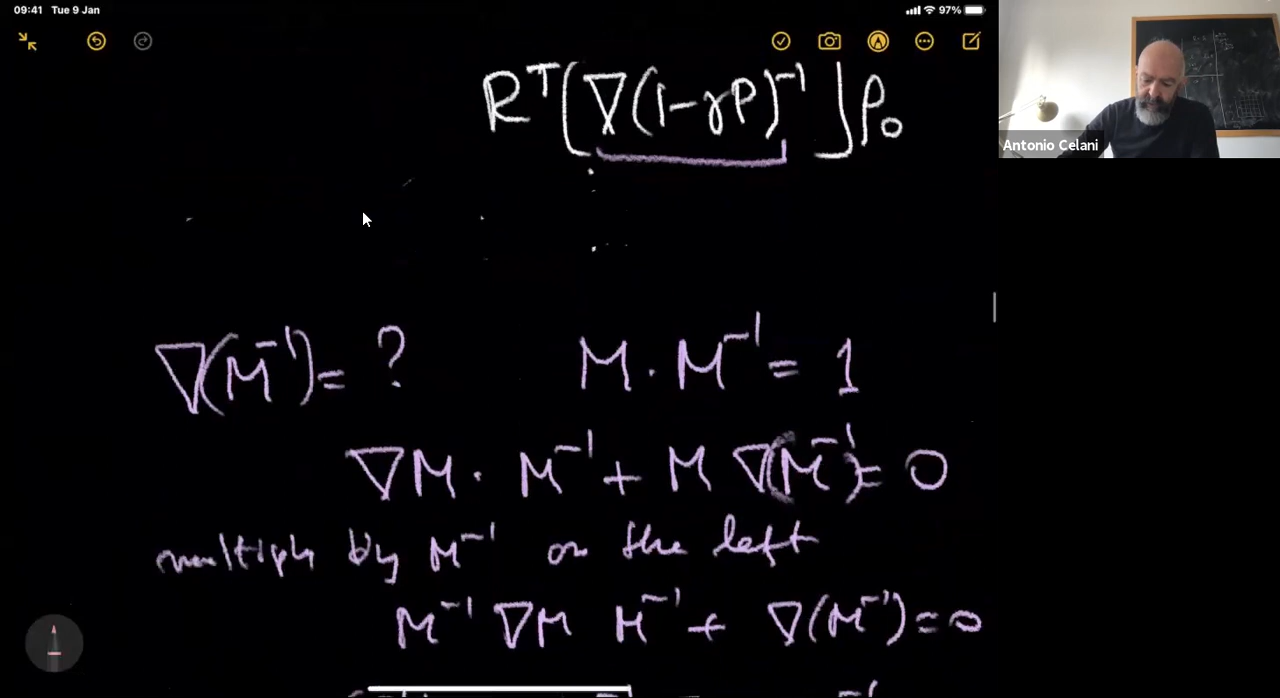 09:41 Tue 9 Jan
97%
Rᵀ[∇(1-γP)⁻¹]ρ₀
Antonio Celani
∇(M⁻¹)= ? M · M⁻¹ = 1
∇M · M⁻¹ + M ∇(M⁻¹)= 0
multiply by M⁻¹ on the left
M⁻¹ ∇M M⁻¹ + ∇(M⁻¹)=0